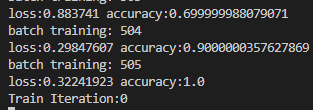 loss:0.883741 accuracy:0.699999988079071
batch training: 504
loss:0.29847607 accuracy:0.9000000357627869
batch training: 505
loss:0.32241923 accuracy:1.0
Train Iteration:0